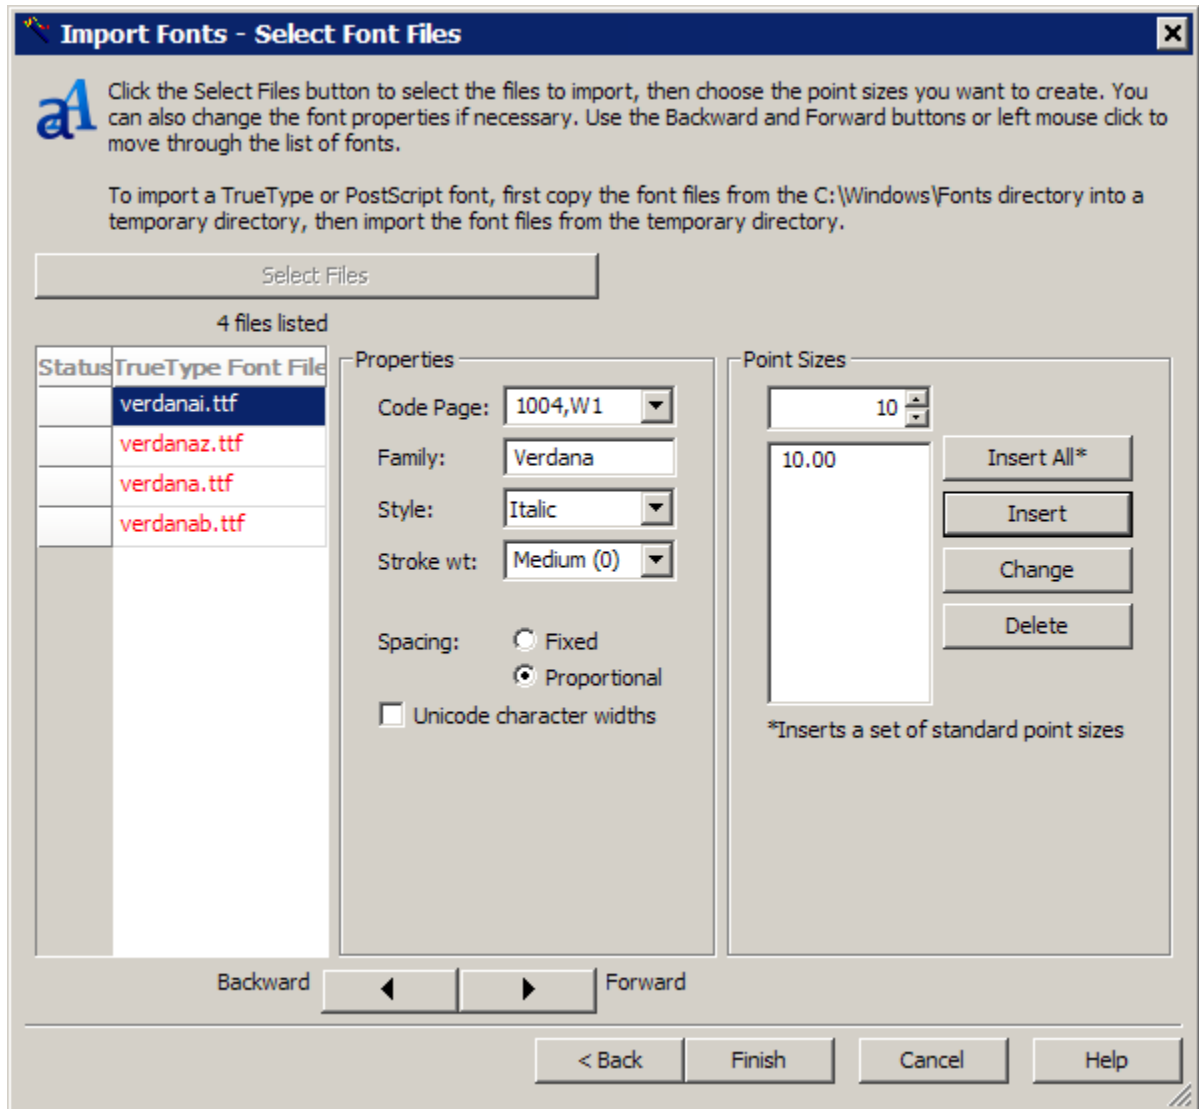 Import Fonts - Select Font Files
Click the Select Files button to select the files to import, then choose the point sizes you want to create. You
can also change the font properties if necessary. Use the Backward and Forward buttons or left mouse click to
move through the list of fonts.
To import a TrueType or PostScript font, first copy the font files from the C:\Windows\Fonts directory into a
temporary directory, then import the font files from the temporary directory.
Select Files
4 files listed
Status TrueType Font File
verdanai.ttf
verdanaz.ttf
verdana.ttf
verdanab.ttf
Properties
Code Page: 1004,W1
Family: Verdana
Style: Italic
Stroke wt: Medium (0)
Spacing: Fixed
Proportional
Unicode character widths
Point Sizes
10
10.00
Insert All*
Insert
Change
Delete
*Inserts a set of standard point sizes
Backward Forward
< Back Finish Cancel Help